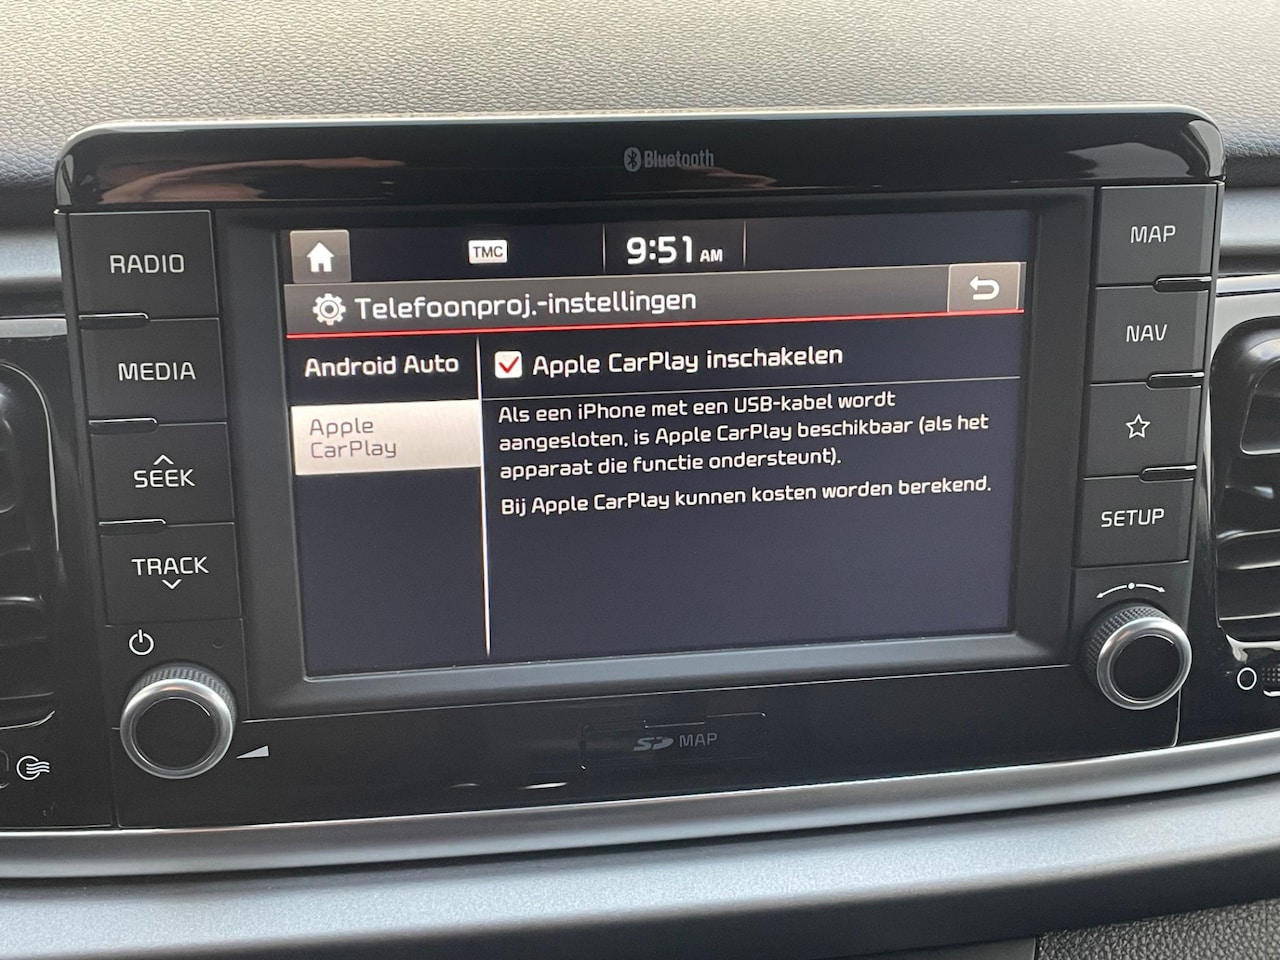 Bluetooth
RADIO
MEDIA
SEEK
TRACK
TMC
9:51 AM
Telefoonproj.-instellingen
Android Auto
Apple
CarPlay
Apple CarPlay inschakelen
Als een iPhone met een USB-kabel wordt
aangesloten, is Apple CarPlay beschikbaar (als het
apparaat die functie ondersteunt).
Bij Apple CarPlay kunnen kosten worden berekend.
MAP
NAV
SETUP
SD MAP